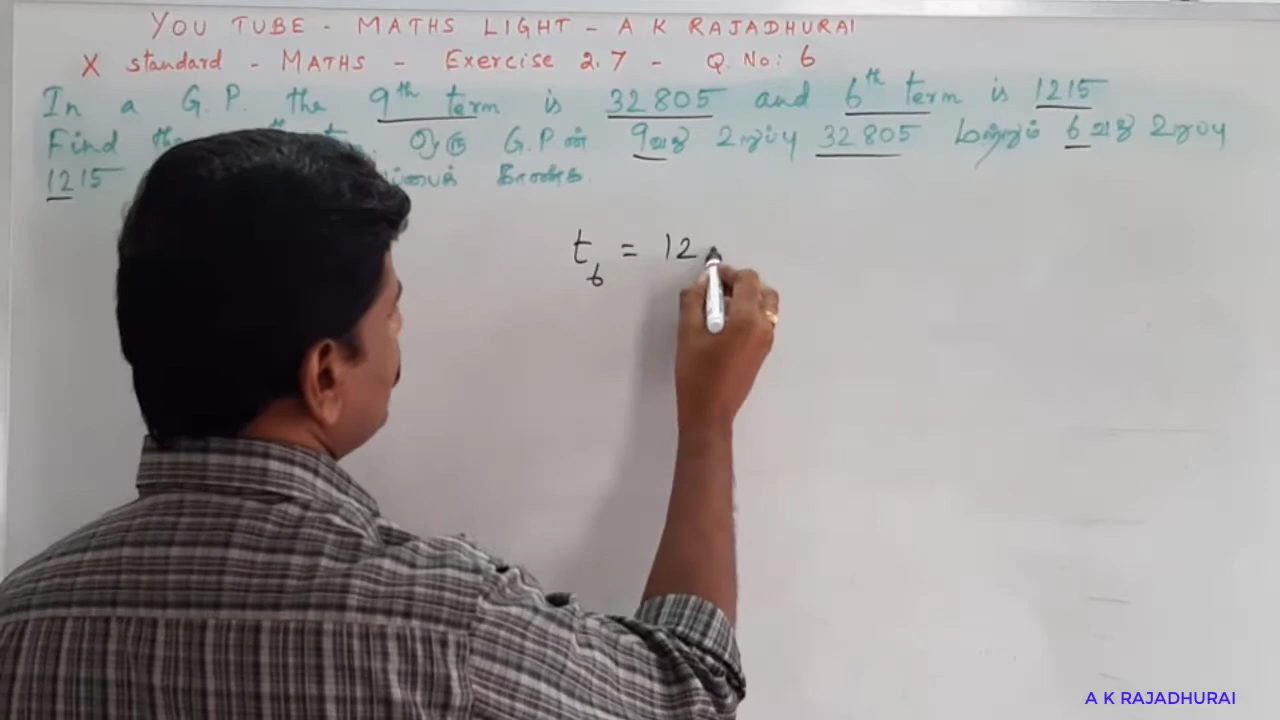 YOU TUBE - MATHS LIGHT - A K RAJADHURAI
X standard - MATHS - Exercise 2.7 - Q. No: 6
In a G.P. the 9th term is 32805 and 6th term is 1215
Find the ஒரு G.Pன் 9வது உறுப்பு 32805 மற்றும் 6வது உறுப்பு
1215 காண்க.
t6 = 12
A K RAJADHURAI